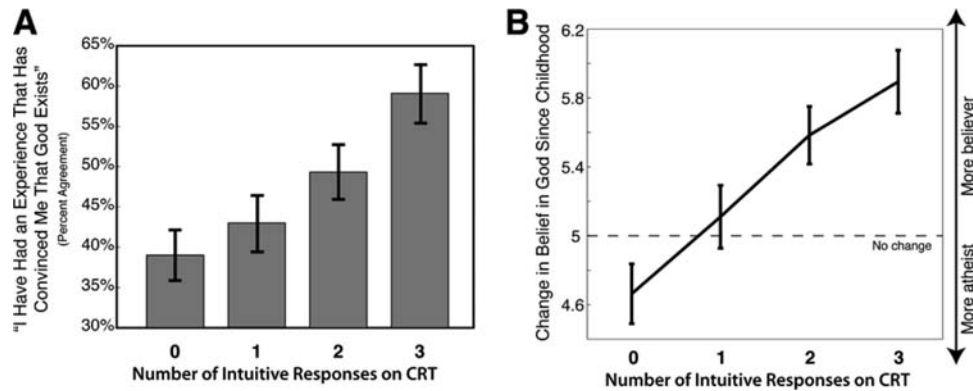 A
"I Have Had an Experience That Has
Convinced Me That God Exists"
(Percent Agreement)
65%
60%
55%
50%
45%
40%
35%
30%
0 1 2 3
Number of Intuitive Responses on CRT
B
Change in Belief in God Since Childhood
6.2
5.8
5.4
5
4.6
No change
0 1 2 3
Number of Intuitive Responses on CRT
More believer
More atheist